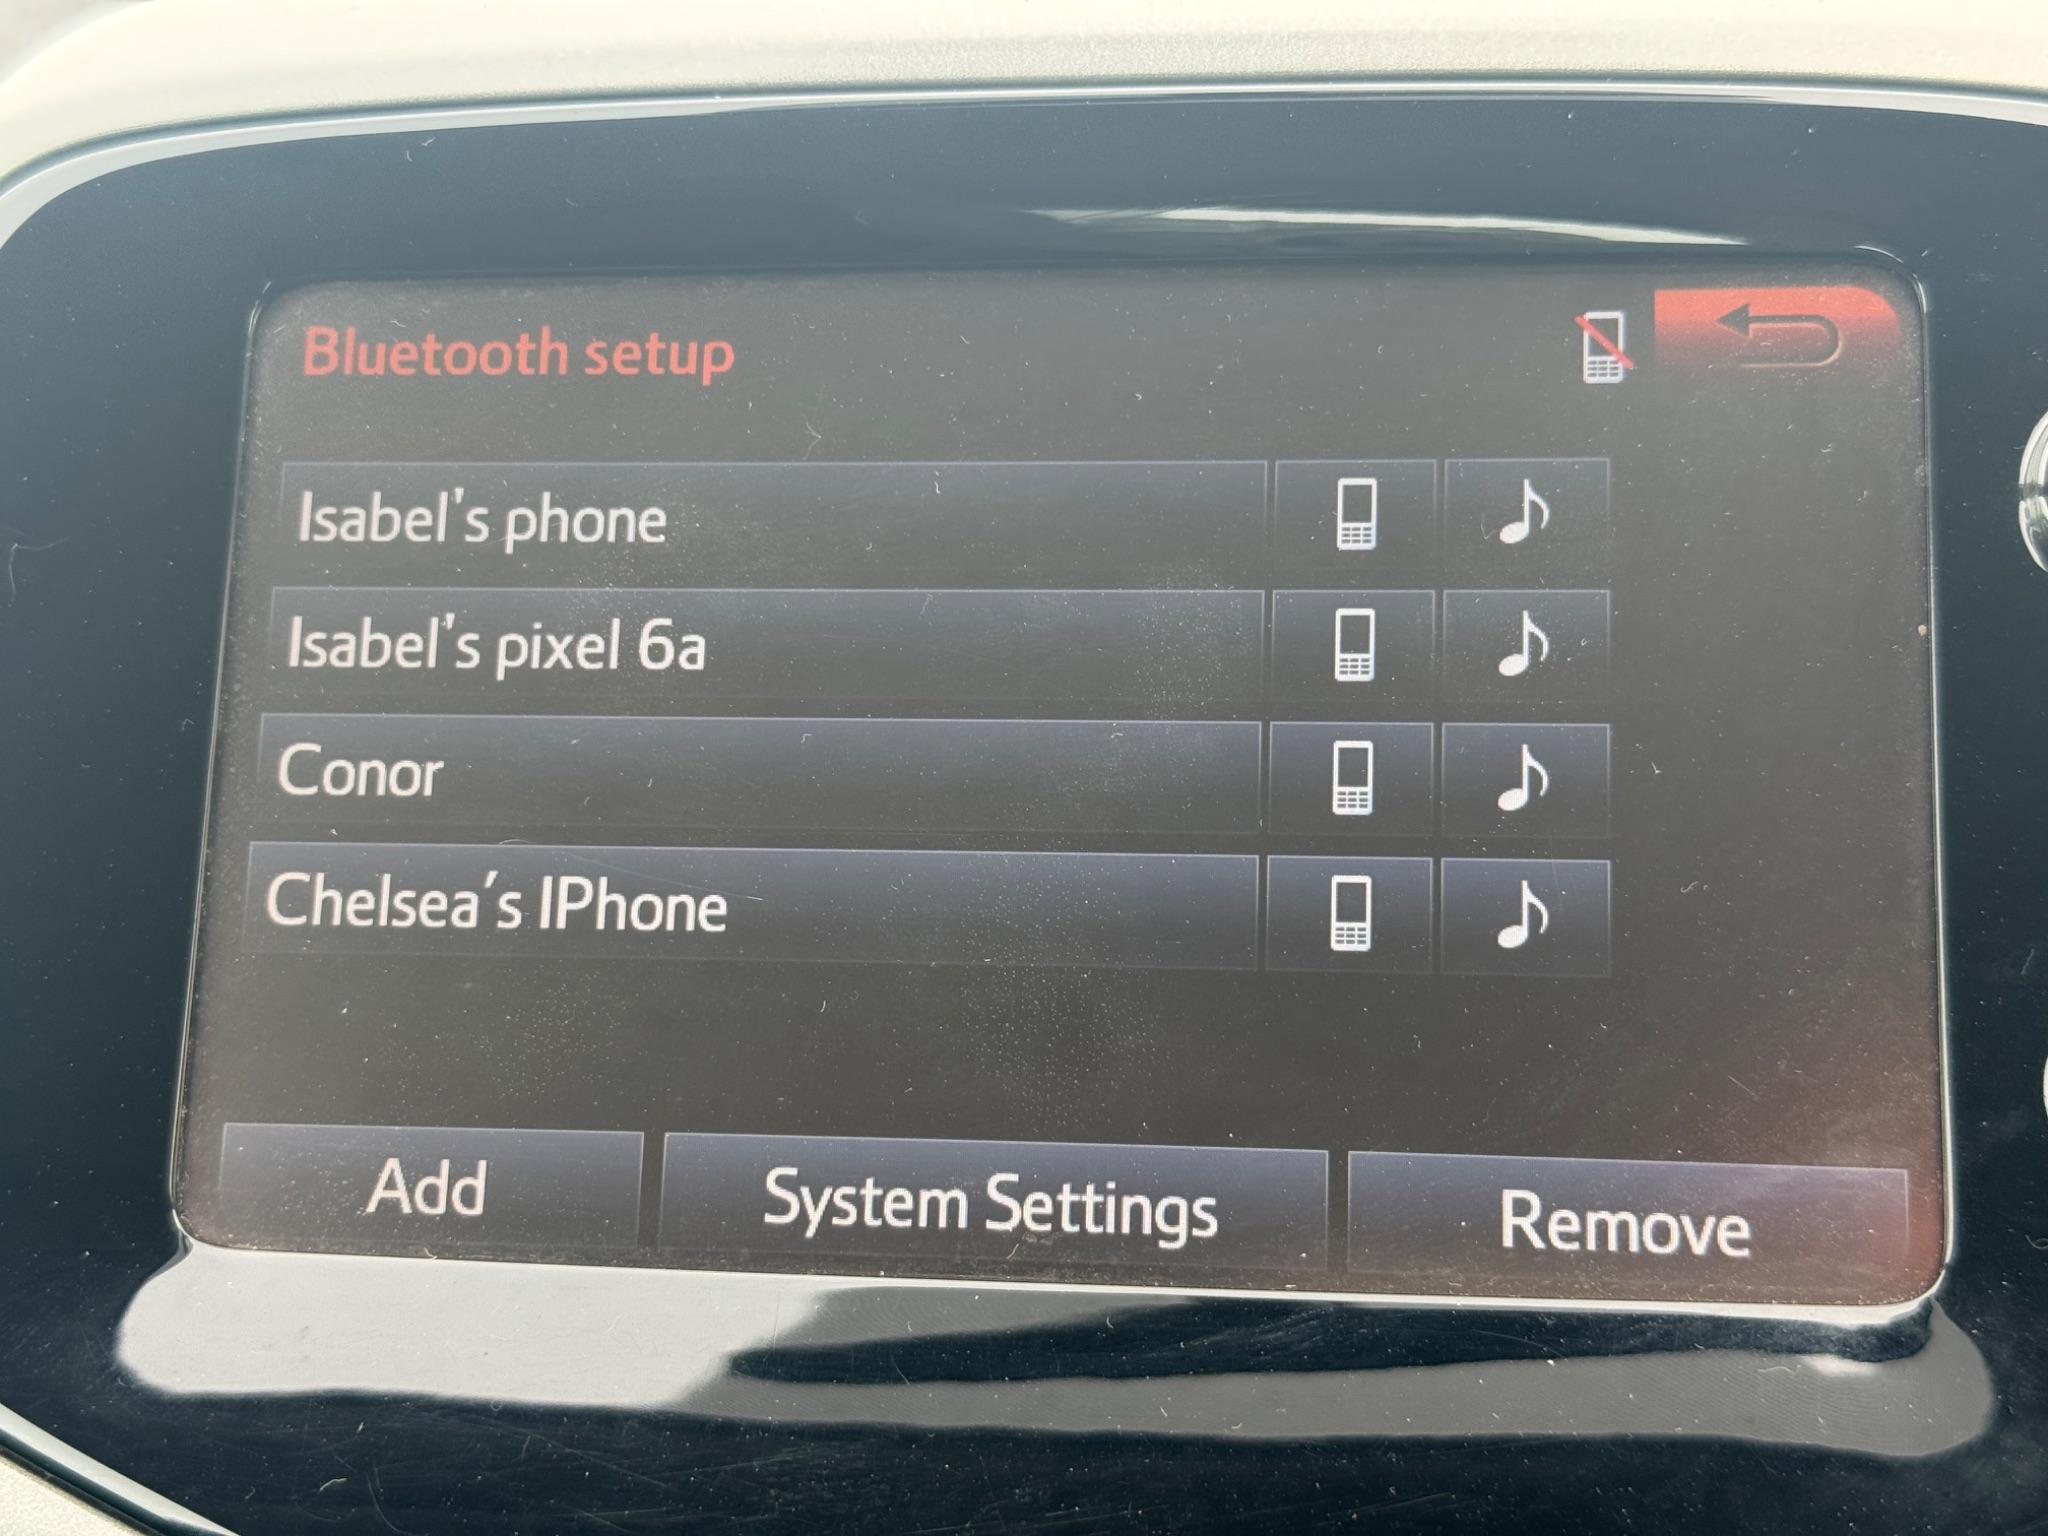 Bluetooth setup
Isabel's phone
Isabel's pixel 6a
Conor
Chelsea’s IPhone
Add
System Settings
Remove